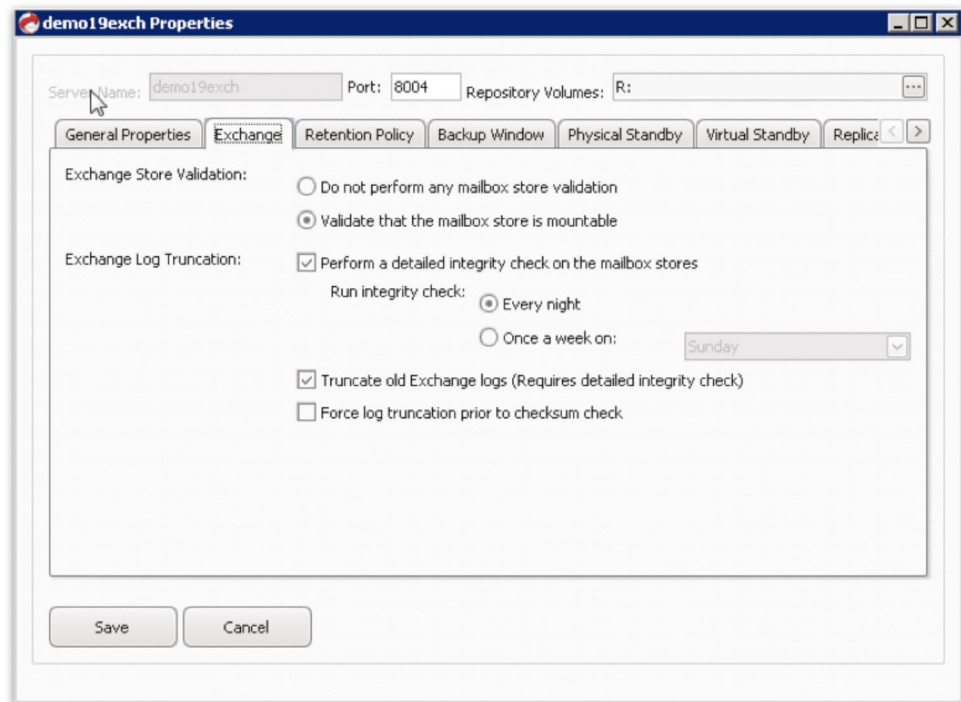 demo19exch Properties
Server Name: demo19exch Port: 8004 Repository Volumes: R: ...
General Properties Exchange Retention Policy Backup Window Physical Standby Virtual Standby Replica
Exchange Store Validation:
Do not perform any mailbox store validation
Validate that the mailbox store is mountable
Exchange Log Truncation:
Perform a detailed integrity check on the mailbox stores
Run integrity check:
Every night
Once a week on: Sunday
Truncate old Exchange logs (Requires detailed integrity check)
Force log truncation prior to checksum check
Save Cancel